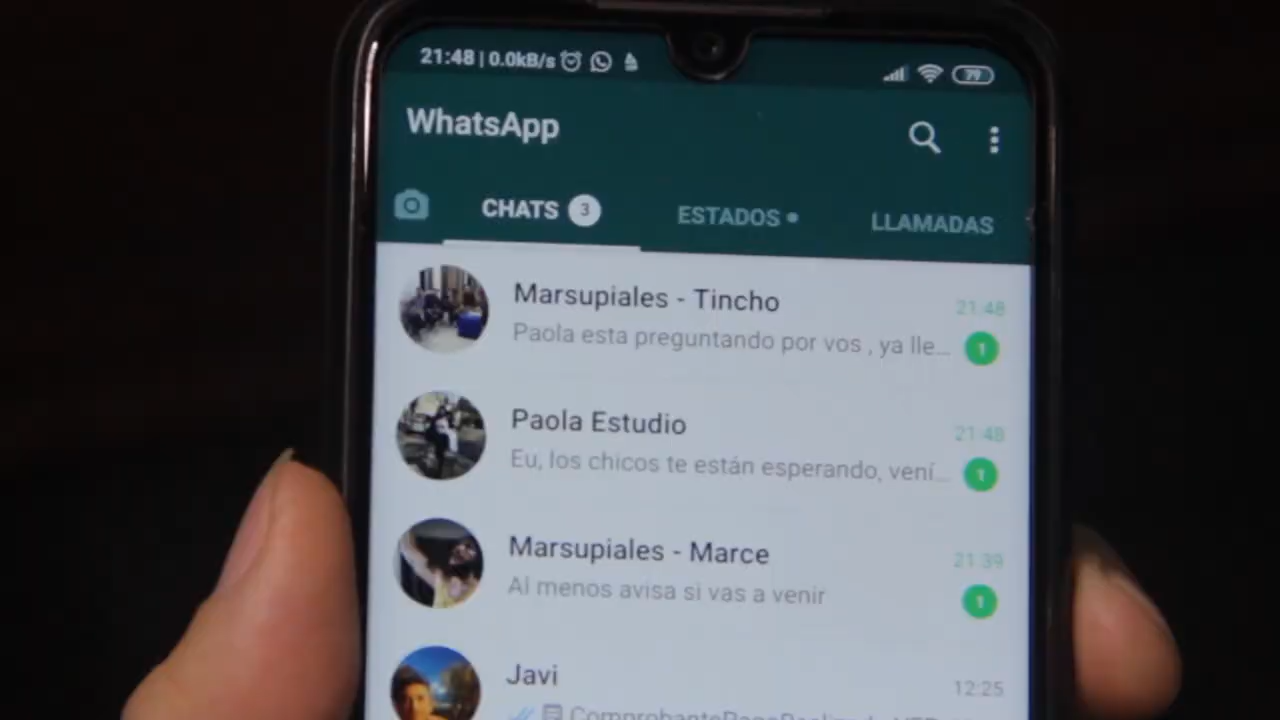 21:48 | 0.0kB/s 79
WhatsApp
CHATS 3 ESTADOS • LLAMADAS
Marsupiales - Tincho 21:48
Paola esta preguntando por vos , ya lle... 1
Paola Estudio 21:48
Eu, los chicos te están esperando, vení... 1
Marsupiales - Marce 21:39
Al menos avisa si vas a venir 1
Javi 12:25